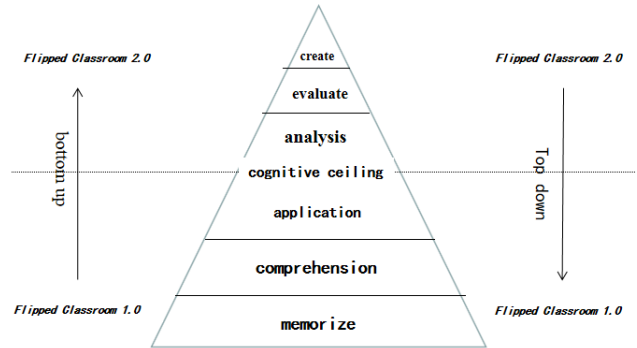 create
Flipped Classroom 2.0
Flipped Classroom 2.0
evaluate
analysis
cognitive ceiling
bottom up
Top down
application
comprehension
Flipped Classroom 1.0
Flipped Classroom 1.0
memorize